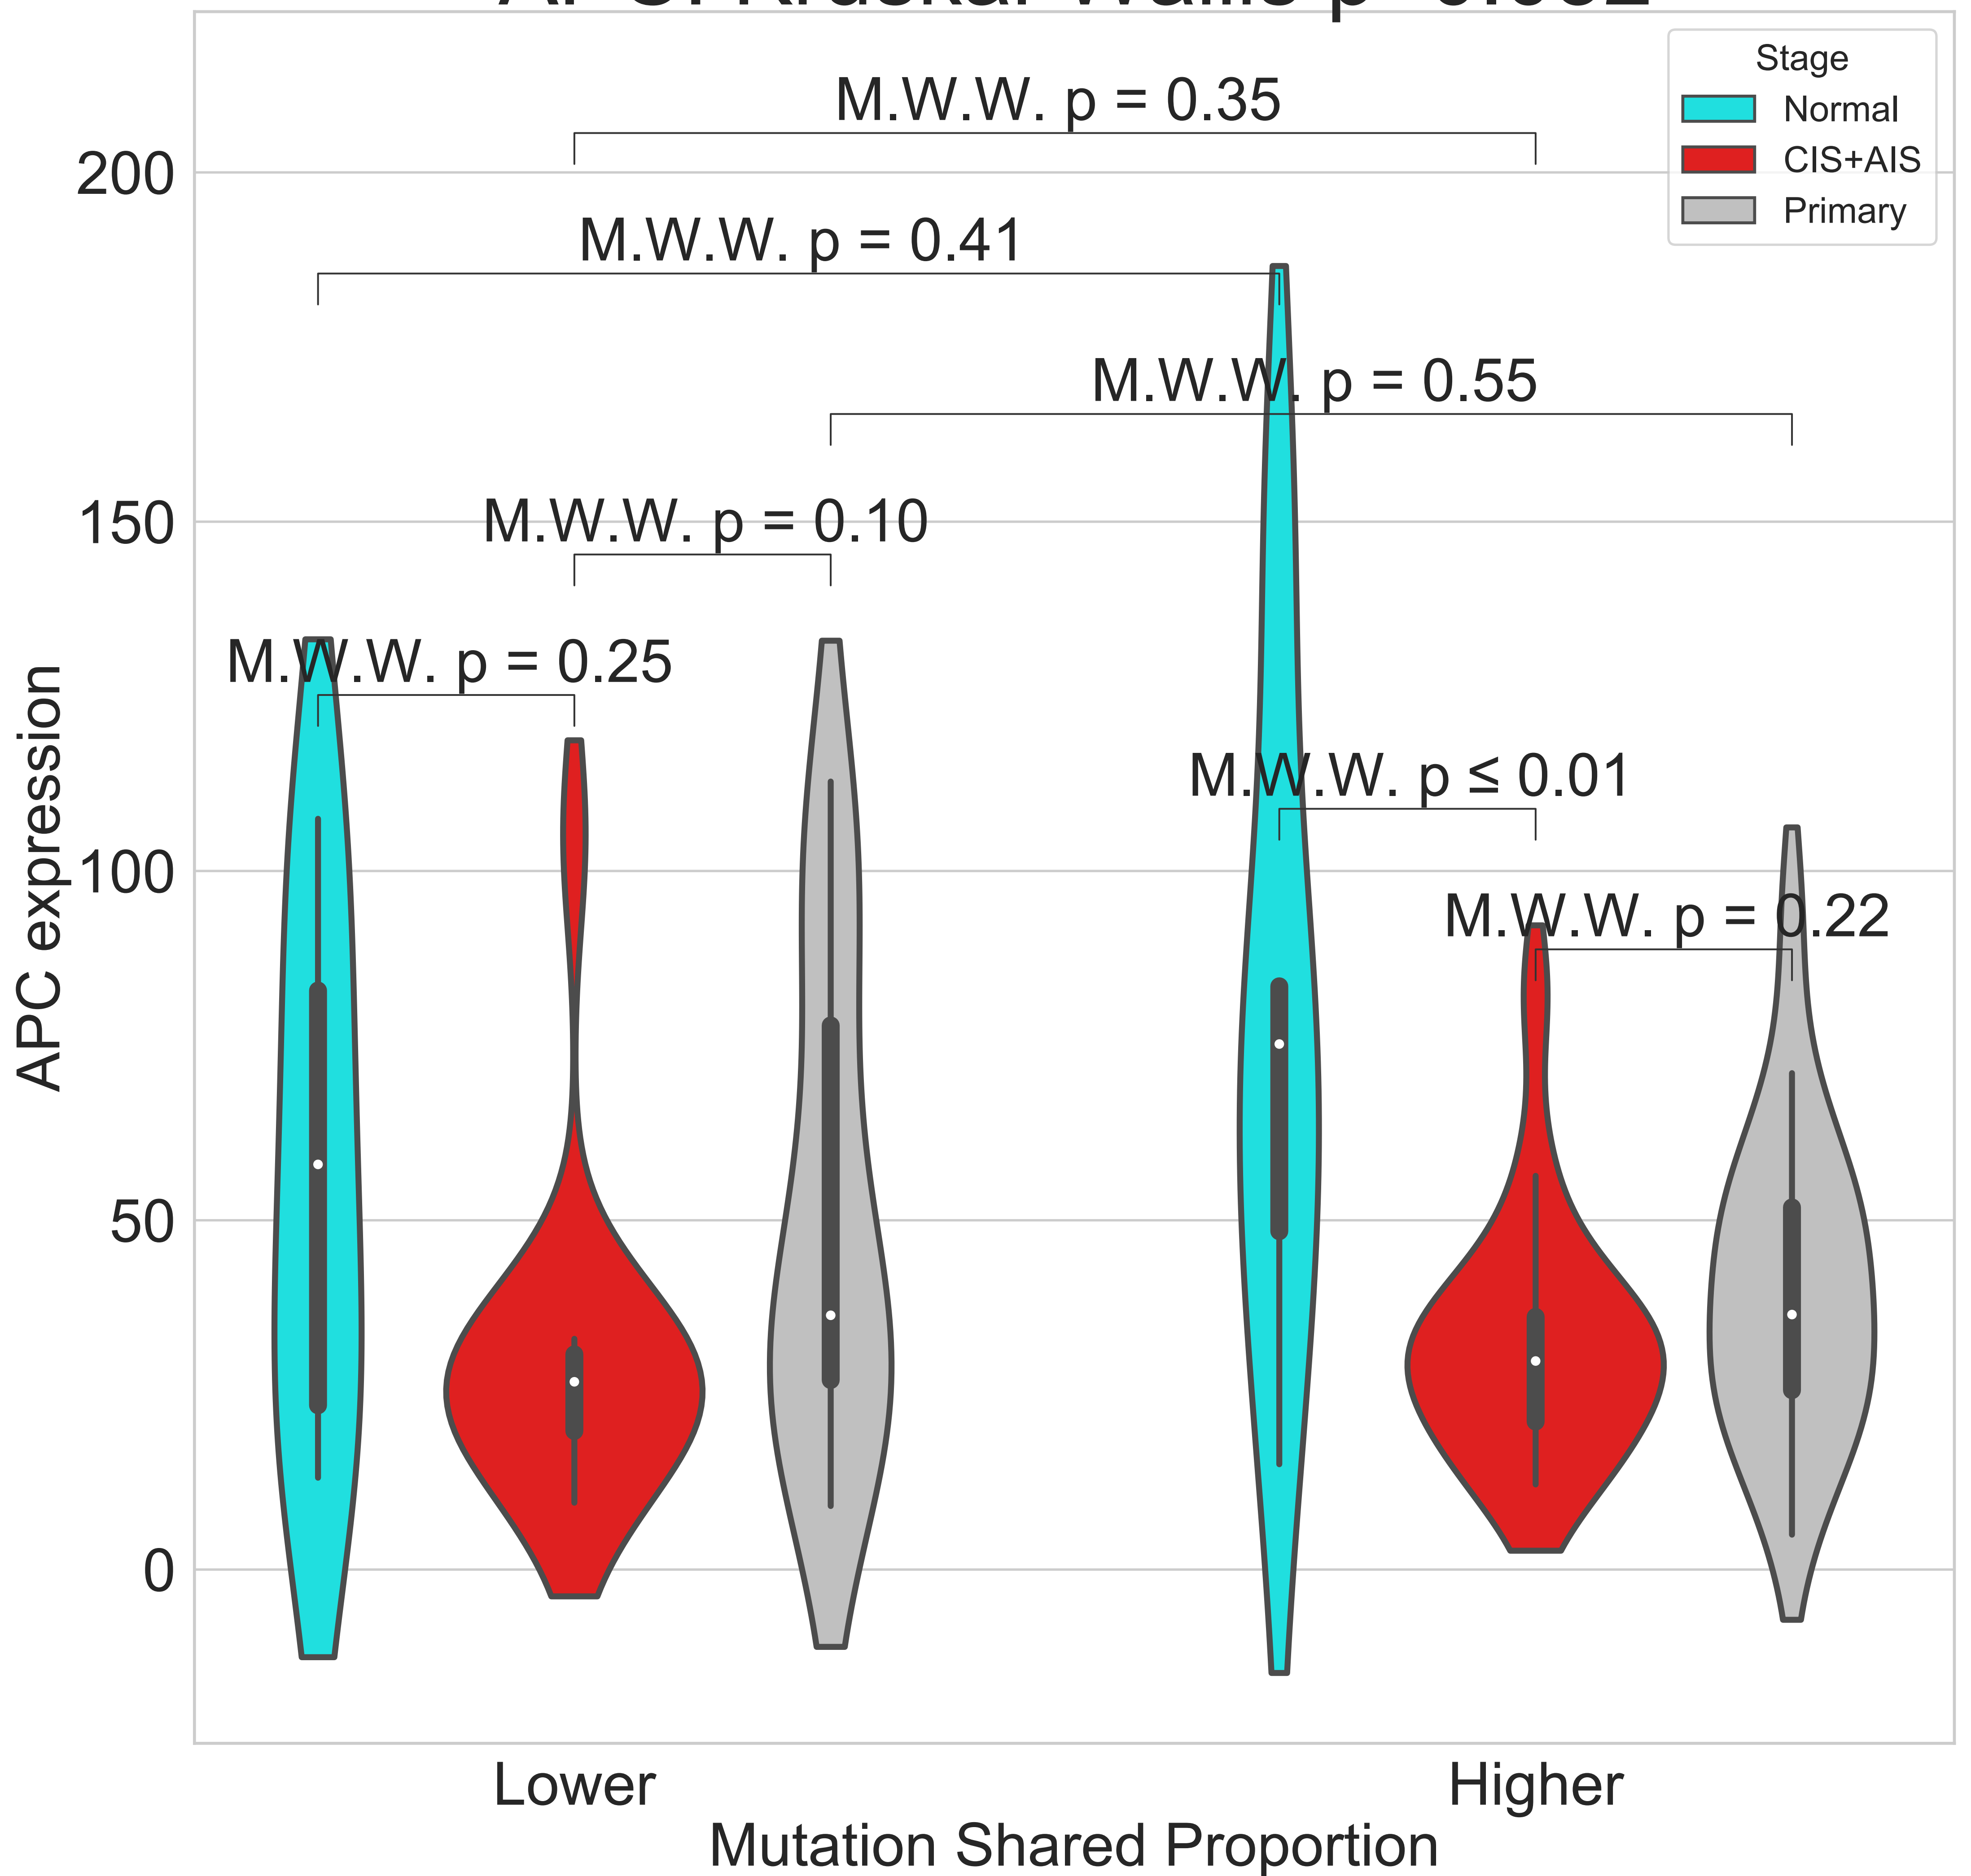 Stage
Normal
CIS+AIS
Primary
M.W.W. p = 0.35
M.W.W. p = 0.41
M.W.W. p = 0.55
M.W.W. p = 0.10
M.W.W. p = 0.25
M.W.W. p ≤ 0.01
M.W.W. p = 0.22
200
150
100
50
0
APC expression
Lower
Higher
Mutation Shared Proportion